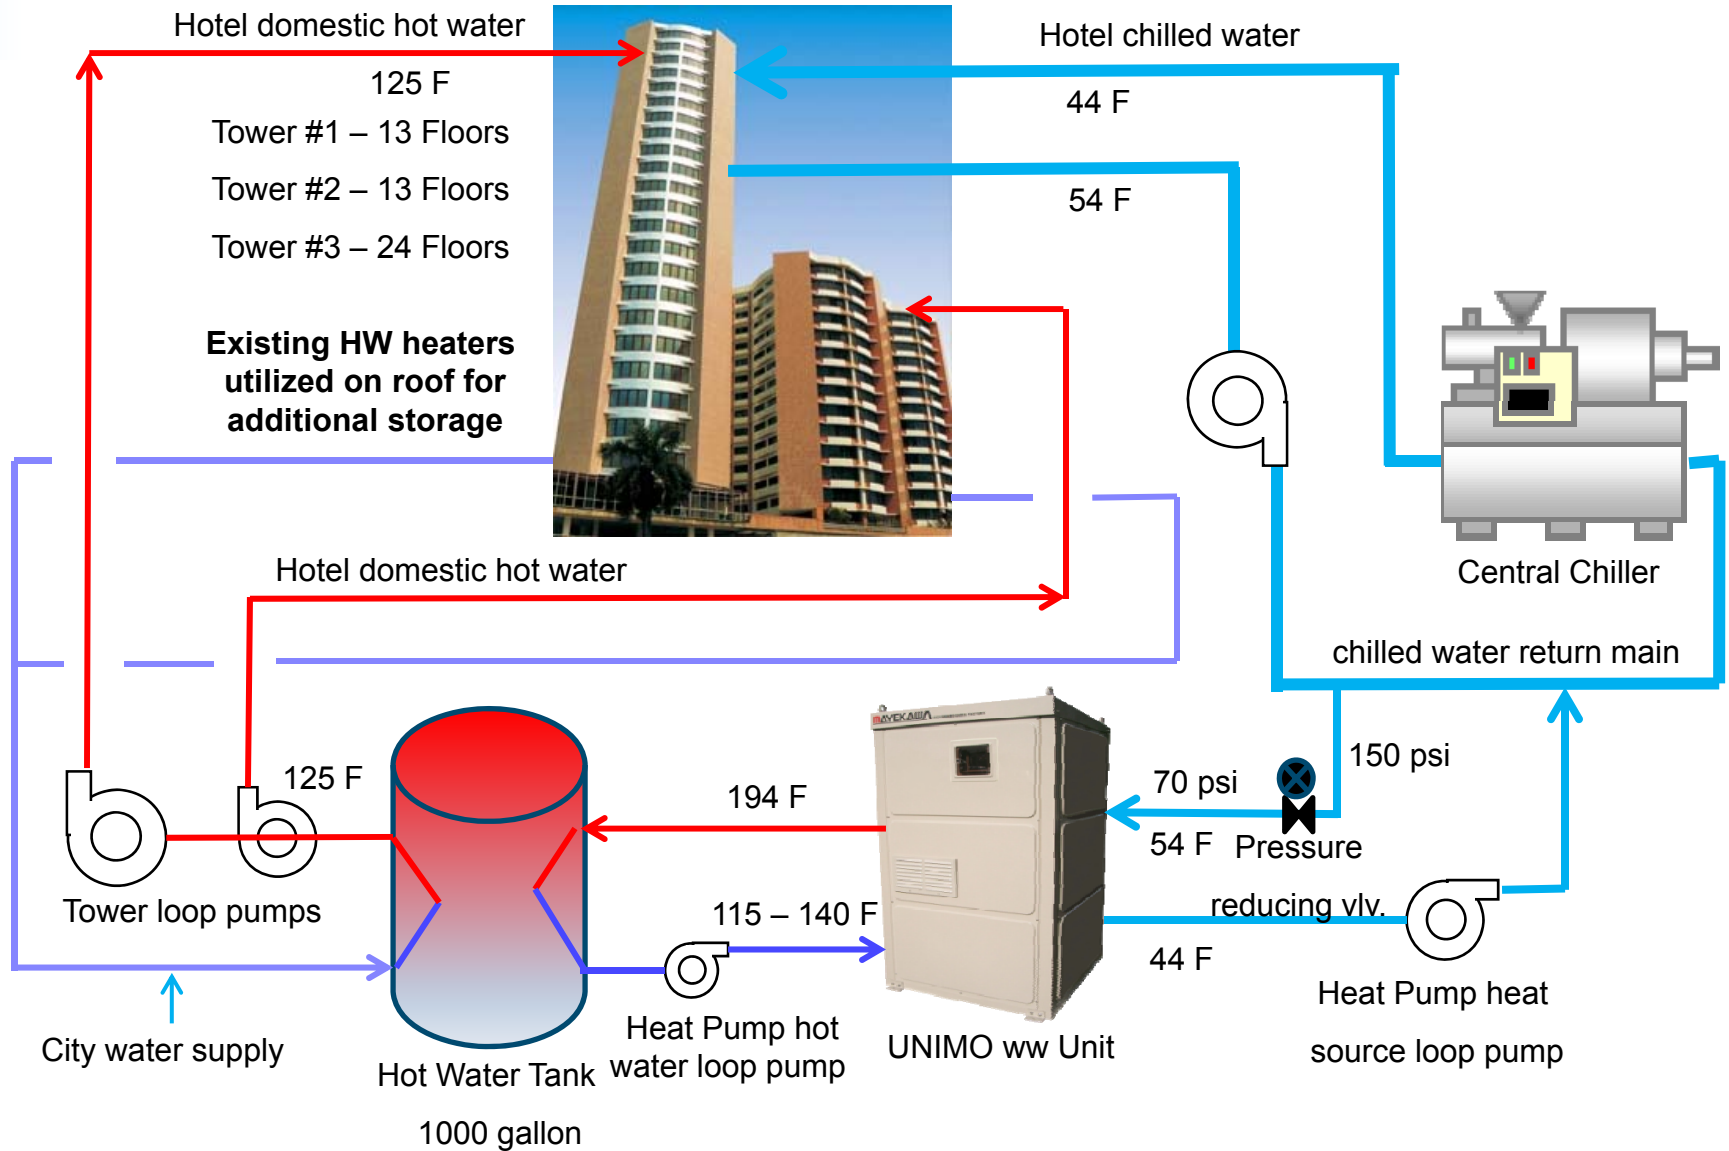 Hotel domestic hot water
125 F
Tower #1 – 13 Floors
Tower #2 – 13 Floors
Tower #3 – 24 Floors
Existing HW heaters
utilized on roof for
additional storage
Hotel chilled water
44 F
54 F
Central Chiller
Hotel domestic hot water
chilled water return main
125 F
194 F
MAYEKAWA
70 psi
150 psi
54 F
Pressure
reducing vlv.
Tower loop pumps
115 – 140 F
44 F
City water supply
Hot Water Tank
1000 gallon
Heat Pump hot
water loop pump
UNIMO ww Unit
Heat Pump heat
source loop pump